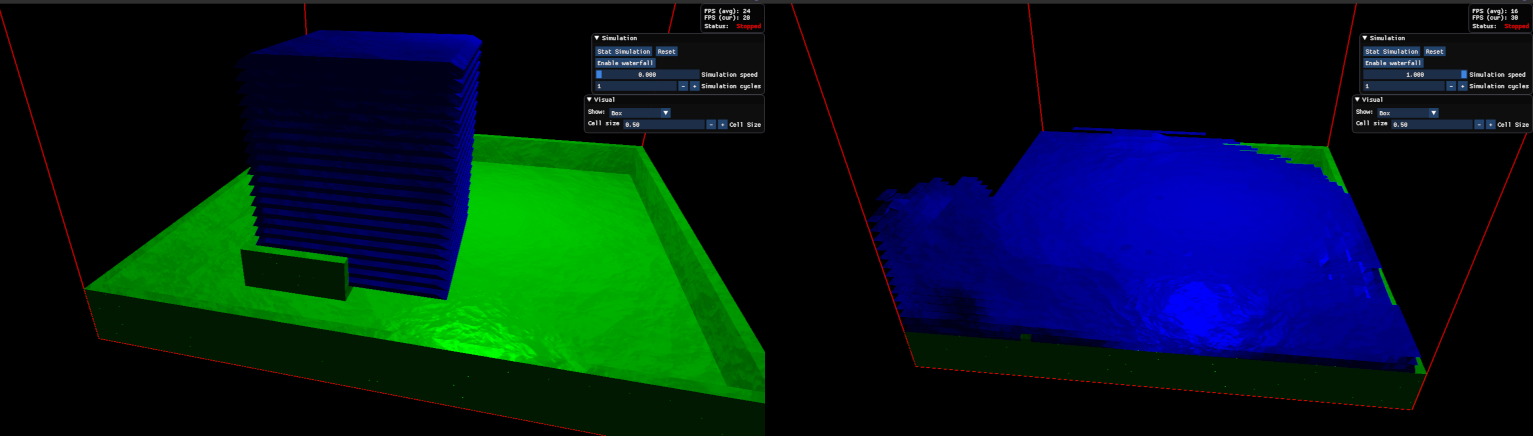 FPS (avg): 24
FPS (cur): 20
Status: Stopped
▼ Simulation
Stat Simulation Reset
Enable waterfall
0.000 Simulation speed
1 - + Simulation cycles
▼ Visual
Show: Box
Cell size 0.50 - + Cell Size
FPS (avg): 16
FPS (cur): 30
Status: Stopped
▼ Simulation
Stat Simulation Reset
Enable waterfall
1.000 Simulation speed
1 - + Simulation cycles
▼ Visual
Show: Box
Cell size 0.50 - + Cell Size